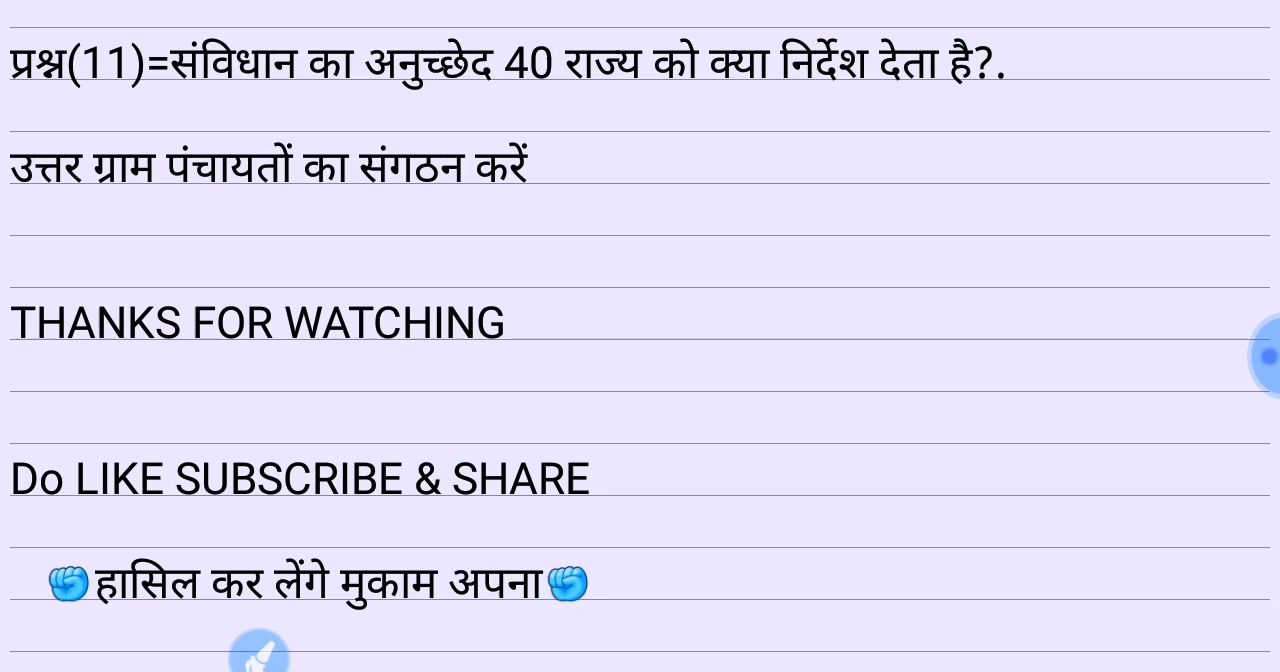 प्रश्न(11)=संविधान का अनुच्छेद 40 राज्य को क्या निर्देश देता है?.
उत्तर ग्राम पंचायतों का संगठन करें
THANKS FOR WATCHING
Do LIKE SUBSCRIBE & SHARE
✊हासिल कर लेंगे मुकाम अपना✊